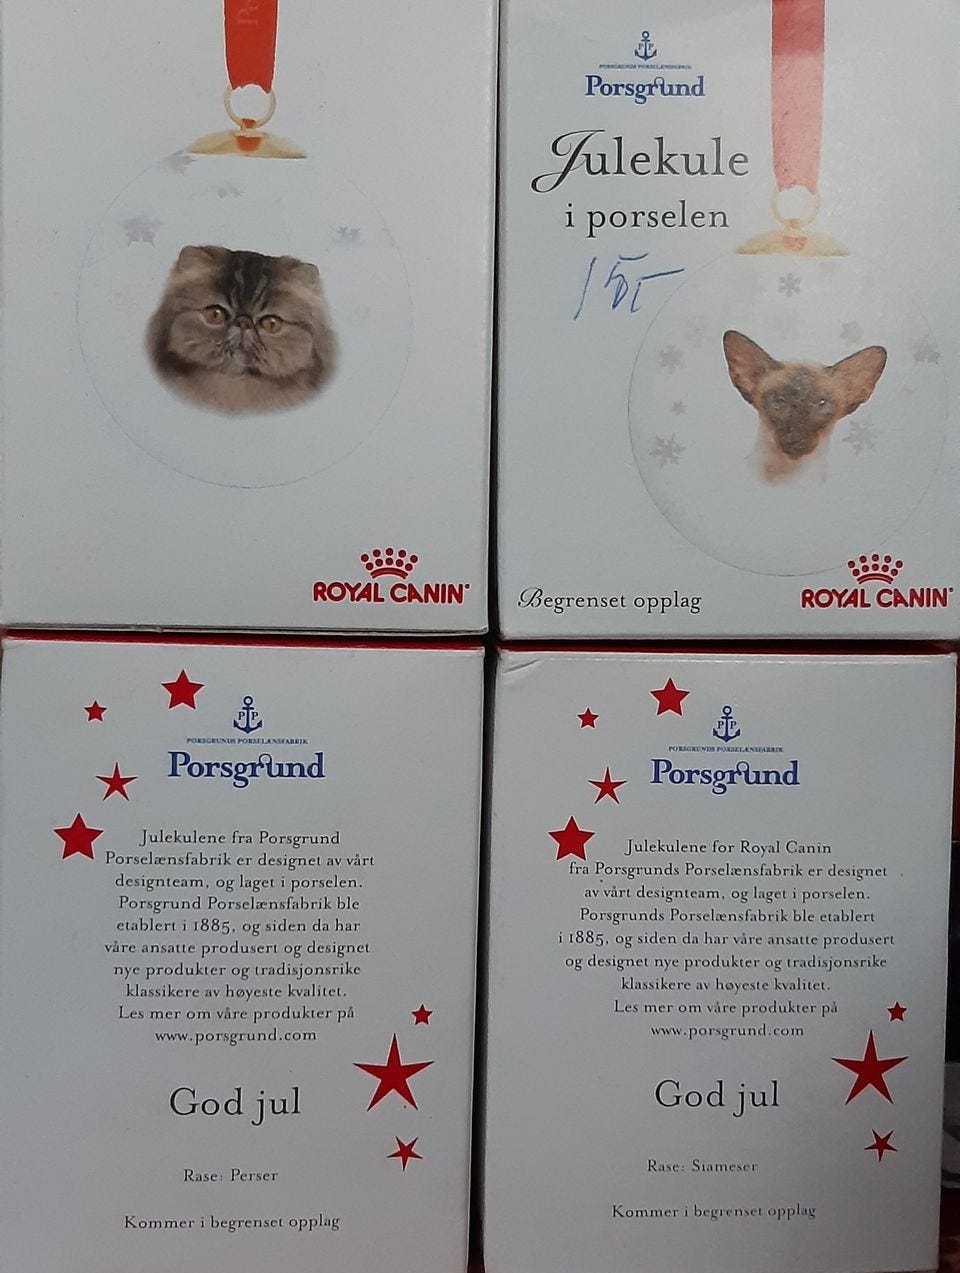 Porsgrund
PORSGRUNDS PORSELÆNSFABRIK
Porsgrund
Julekule
i porselen
ROYAL CANIN
Begrenset opplag
ROYAL CANIN
PP
PORSGRUNDS PORSELÆNSFABRIK
Porsgrund
Julekulene fra Porsgrund
Porselænsfabrik er designet av vårt
designteam, og laget i porselen.
Porsgrund Porselænsfabrik ble
etablert i 1885, og siden da har
våre ansatte produsert og designet
nye produkter og tradisjonsrike
klassikere av høyeste kvalitet.
Les mer om våre produkter på
www.porsgrund.com
God jul
Rase: Perser
Kommer i begrenset opplag
PP
PORSGRUNDS PORSELÆNSFABRIK
Porsgrund
Julekulene for Royal Canin
fra Porsgrunds Porselænsfabrik er designet
av vårt designteam, og laget i porselen.
Porsgrunds Porselænsfabrik ble etablert
i 1885, og siden da har våre ansatte produsert
og designet nye produkter og tradisjonsrike
klassikere av høyeste kvalitet.
Les mer om våre produkter på
www.porsgrund.com
God jul
Rase: Siameser
Kommer i begrenset opplag